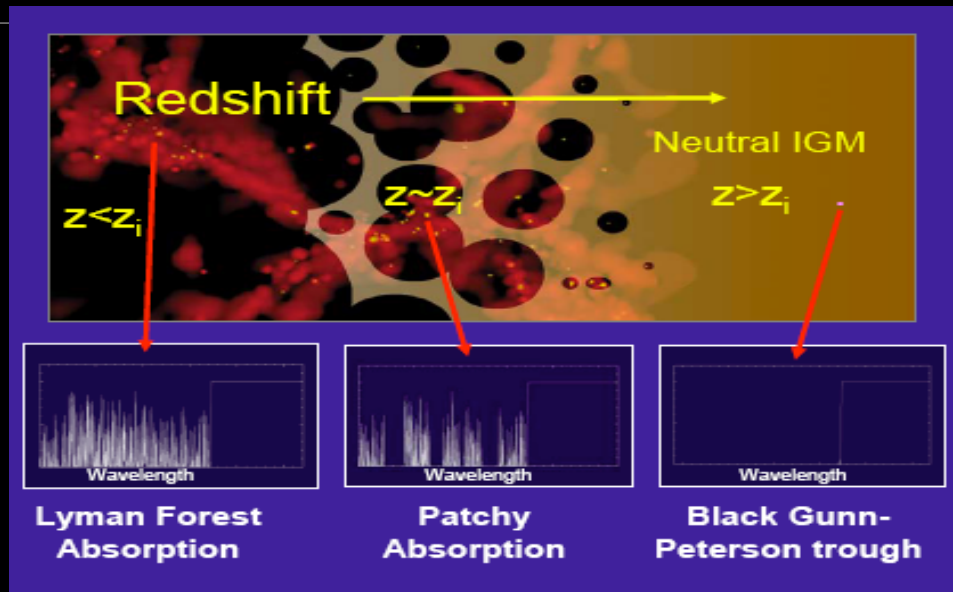 Redshift
Neutral IGM
z<zi
z~zi
z>zi
Wavelength
Wavelength
Wavelength
Lyman Forest
Absorption
Patchy
Absorption
Black Gunn-
Peterson trough